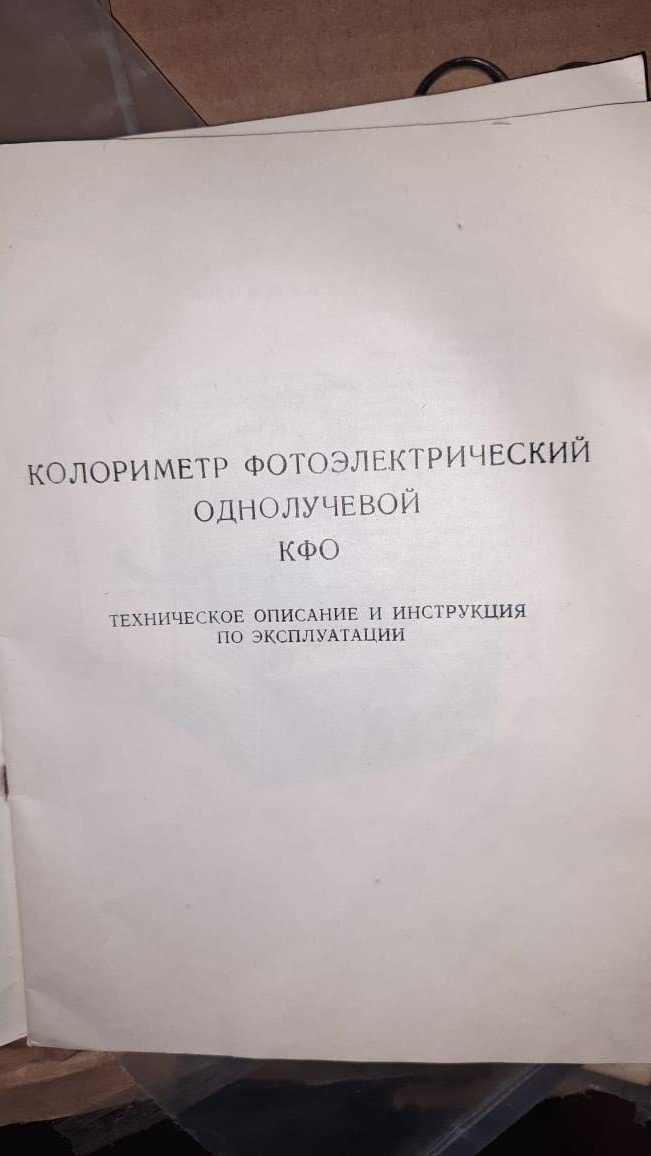 КОЛОРИМЕТР ФОТОЭЛЕКТРИЧЕСКИЙ
ОДНОЛУЧЕВОЙ
КФО
ТЕХНИЧЕСКОЕ ОПИСАНИЕ И ИНСТРУКЦИЯ
ПО ЭКСПЛУАТАЦИИ